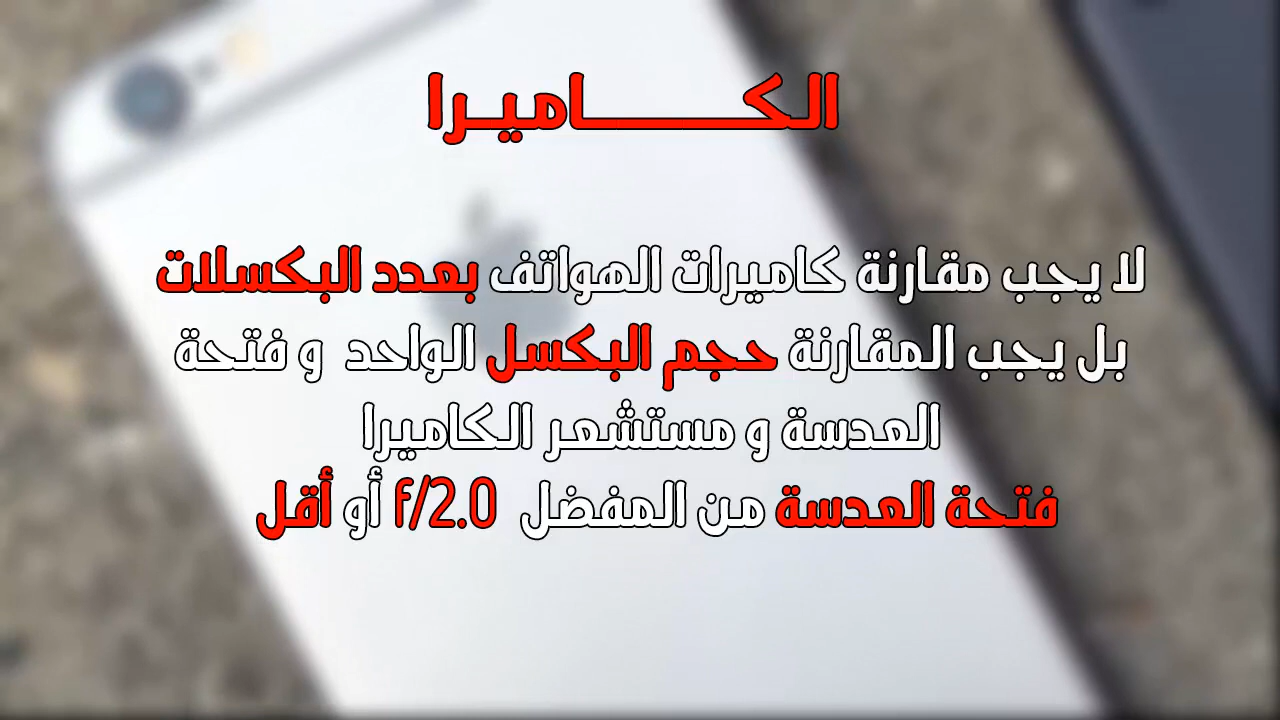 الكـــــــاميـرا
لا يجب مقارنة كاميرات الهواتف بعدد البكسلات
بل يجب المقارنة حجم البكسل الواحد و فتحة
العدسة و مستشعر الكاميرا
فتحة العدسة من المفضل f/2.0 أو أقل